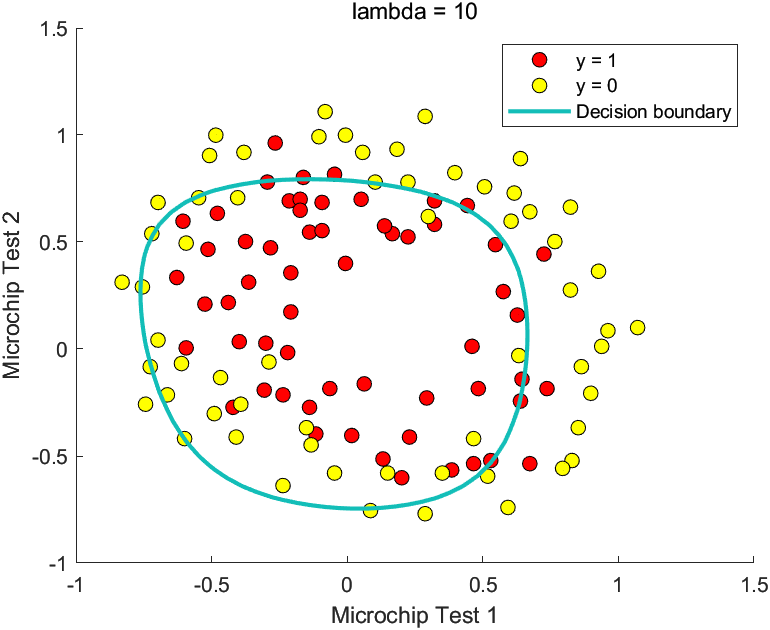 lambda = 10
1.5
y = 1
y = 0
Decision boundary
1
0.5
0
-0.5
-1
Microchip Test 2
-1
-0.5
0
0.5
1
1.5
Microchip Test 1